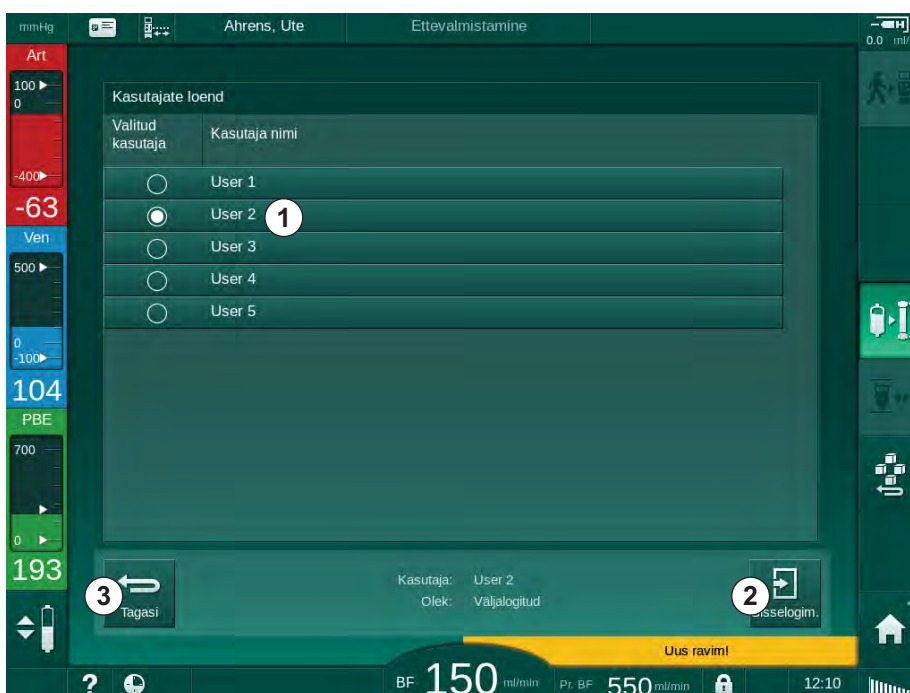 mmHg
Ahrens, Ute
Ettevalmistamine
0.0 ml/
Art
100
0
-400
-63
Ven
500
0
-100
104
PBE
700
0
193
Kasutajate loend
Valitud kasutaja
Kasutaja nimi
User 1
User 2
1
User 3
User 4
User 5
3
Tagasi
Kasutaja: User 2
Olek: Väljalogitud
2
Sisselogim.
Uus ravim!
?
BF 150 ml/min
Pr. BF 550 ml/min
12:10